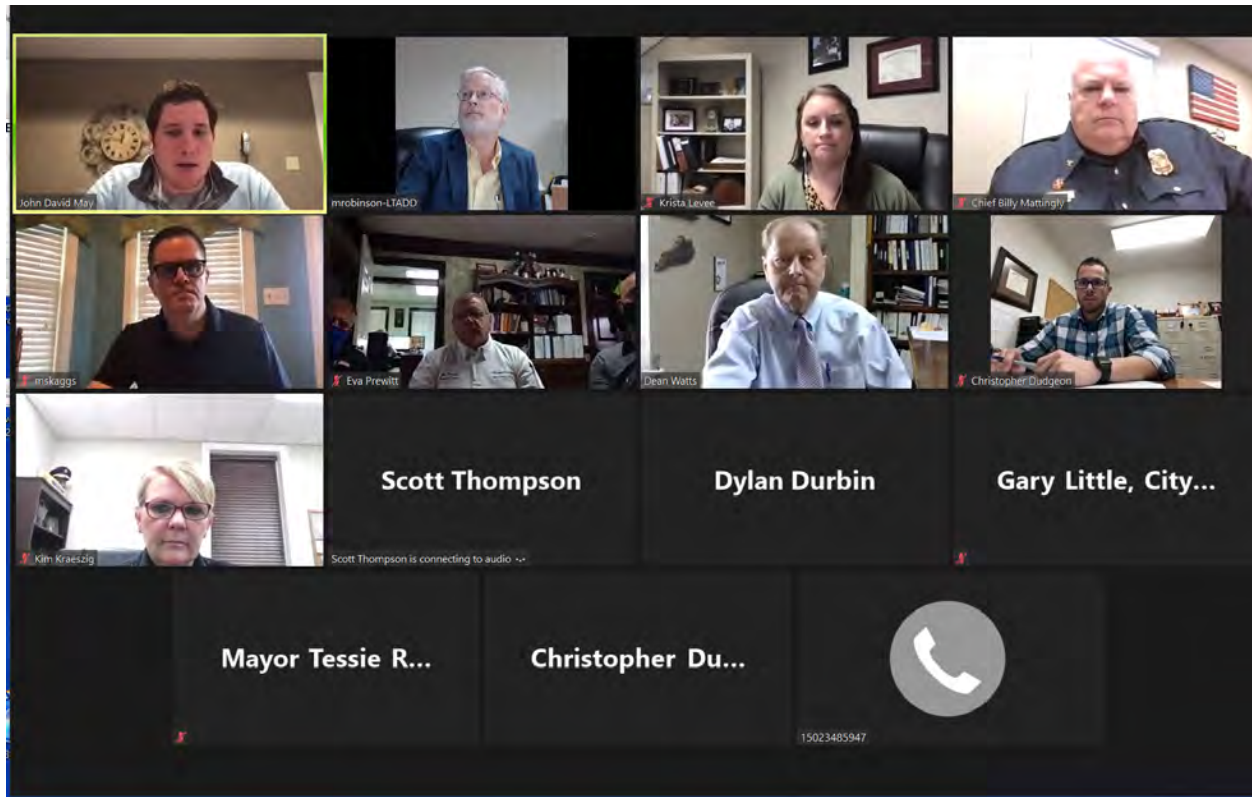 John David May
mrobinson-LTADD
Krista Levee
Chief Billy Mattingly
mskaggs
Eva Prewitt
Dean Watts
Christopher Dudgeon
Kim Kraeszig
Scott Thompson
Scott Thompson is connecting to audio
Dylan Durbin
Gary Little, City...
Mayor Tessie R...
Christopher Du...
15023485947